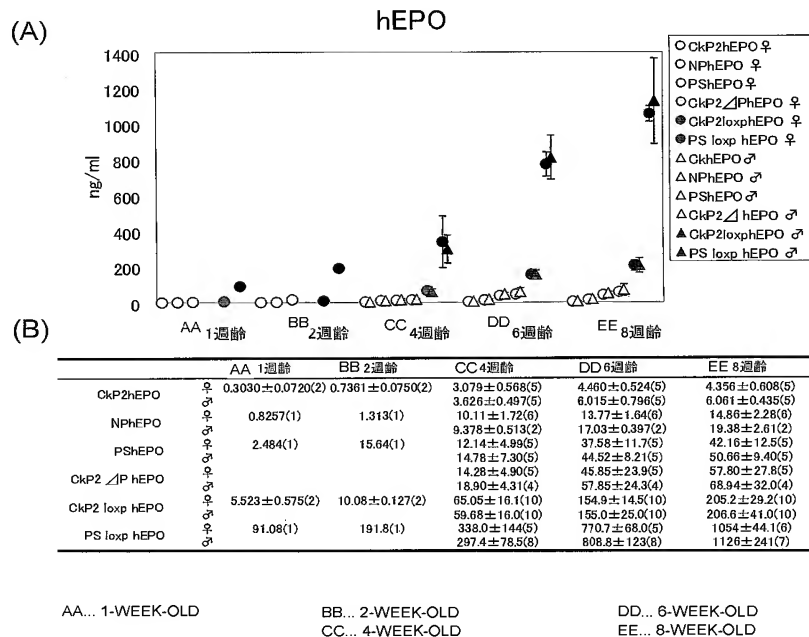 hEPO
(A)
1400
1200
1000
800
600
400
200
0
ng/ml
AA 1週齢
BB 2週齢
CC 4週齢
DD 6週齢
EE 8週齢
○CkP2hEPO ♀
○NPhEPO ♀
○PShEPO♀
○CkP2⊿PhEPO ♀
●CkP2loxphEPO ♀
●PS loxp hEPO ♀
△CkhEPO♂
△NPhEPO ♂
△PShEPO♂
△CkP2⊿ hEPO ♂
▲CkP2loxphEPO ♂
▲PS loxp hEPO ♂
(B)
AA 1週齢 BB 2週齢 CC 4週齢 DD 6週齢 EE 8週齢
CkP2hEPO ♀ 0.3030±0.0720(2) 0.7361±0.0750(2) 3.079±0.568(5) 4.460±0.524(5) 4.356±0.608(5)
♂ 3.626±0.497(5) 6.015±0.796(5) 6.061±0.435(5)
NPhEPO ♀ 0.8257(1) 1.313(1) 10.11±1.72(6) 13.77±1.64(6) 14.86±2.28(6)
♂ 9.378±0.513(2) 17.03±0.397(2) 19.38±2.61(2)
PShEPO ♀ 2.484(1) 15.64(1) 12.14±4.99(5) 37.58±11.7(5) 42.16±12.5(5)
♂ 14.78±7.30(5) 44.52±8.21(5) 50.66±9.40(5)
CkP2 ⊿P hEPO ♀ 14.28±4.90(5) 45.85±23.9(5) 57.80±27.8(5)
♂ 18.90±4.31(4) 57.85±24.3(4) 68.94±32.0(4)
CkP2 loxp hEPO ♀ 5.523±0.575(2) 10.08±0.127(2) 65.05±16.1(10) 154.9±14.5(10) 205.2±29.2(10)
♂ 59.68±16.0(10) 155.0±25.0(10) 206.6±41.0(10)
PS loxp hEPO ♀ 91.08(1) 191.8(1) 338.0±144(5) 770.7±68.0(5) 1054±44.1(6)
♂ 297.4±78.5(8) 808.8±123(8) 1126±241(7)
AA... 1-WEEK-OLD BB... 2-WEEK-OLD DD... 6-WEEK-OLD
CC... 4-WEEK-OLD EE... 8-WEEK-OLD